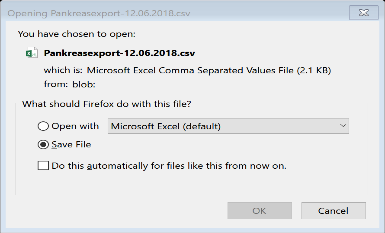 Opening Pankreasexport-12.06.2018.csv
You have chosen to open:
Pankreasexport-12.06.2018.csv
which is: Microsoft Excel Comma Separated Values File (2.1 KB)
from: blob:
What should Firefox do with this file?
Open with Microsoft Excel (default)
Save File
Do this automatically for files like this from now on.
OK Cancel